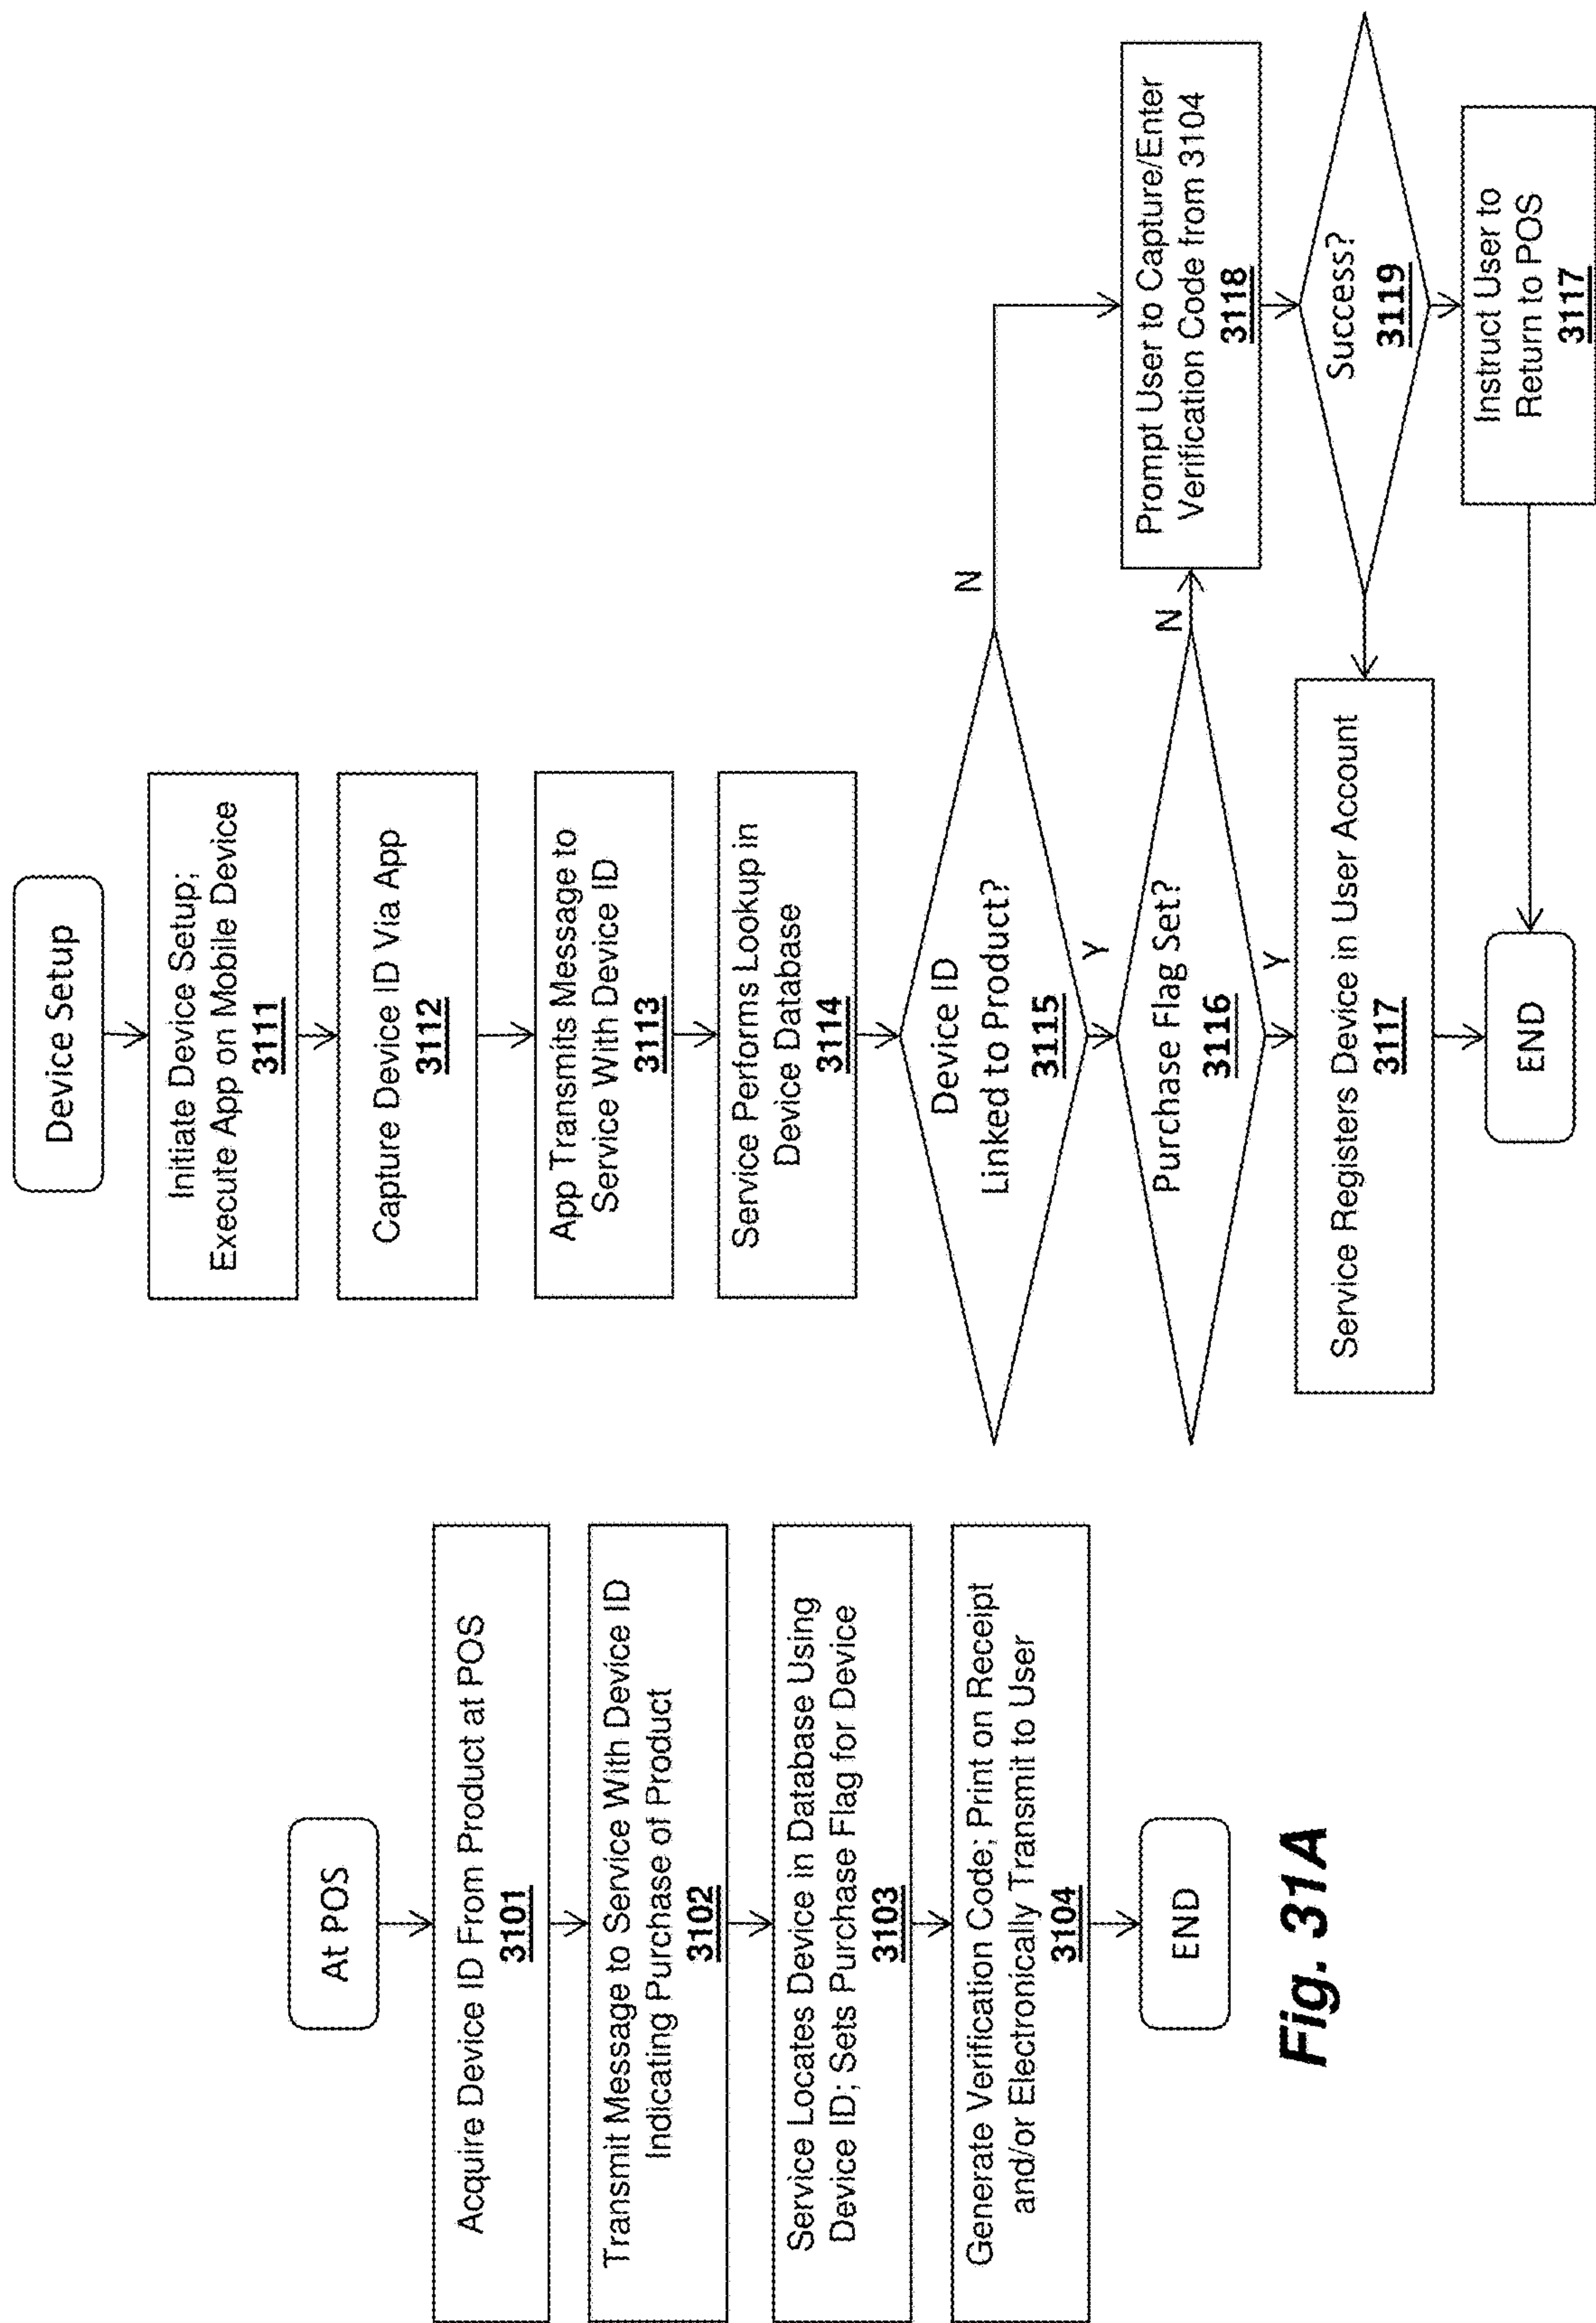 At POS
Acquire Device ID From Product at POS
3101
Transmit Message to Service With Device ID
Indicating Purchase of Product
3102
Service Locates Device in Database Using
Device ID; Sets Purchase Flag for Device
3103
Generate Verification Code; Print on Receipt
and/or Electronically Transmit to User
3104
END
Fig. 31A
Device Setup
Initiate Device Setup;
Execute App on Mobile Device
3111
Capture Device ID Via App
3112
App Transmits Message to
Service With Device ID
3113
Service Performs Lookup in
Device Database
3114
Device ID
Linked to Product?
3115
N
Y
Purchase Flag Set?
3116
N
Y
Service Registers Device in User Account
3117
END
Prompt User to Capture/Enter
Verification Code from 3104
3118
Success?
3119
Instruct User to
Return to POS
3117